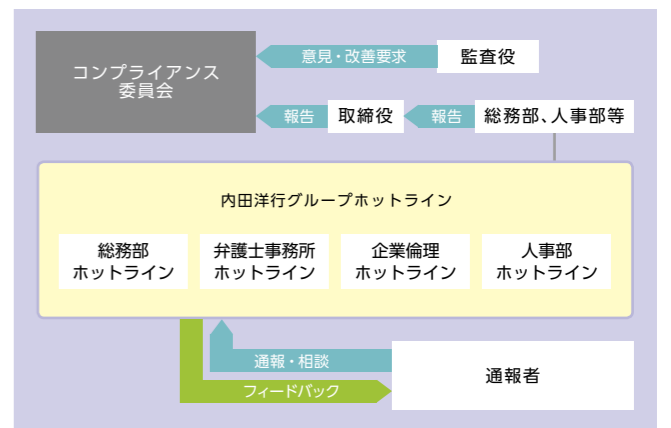 コンプライアンス
委員会
意見・改善要求
監査役
報告
取締役
報告
総務部、人事部等
内田洋行グループホットライン
総務部
ホットライン
弁護士事務所
ホットライン
企業倫理
ホットライン
人事部
ホットライン
通報・相談
フィードバック
通報者